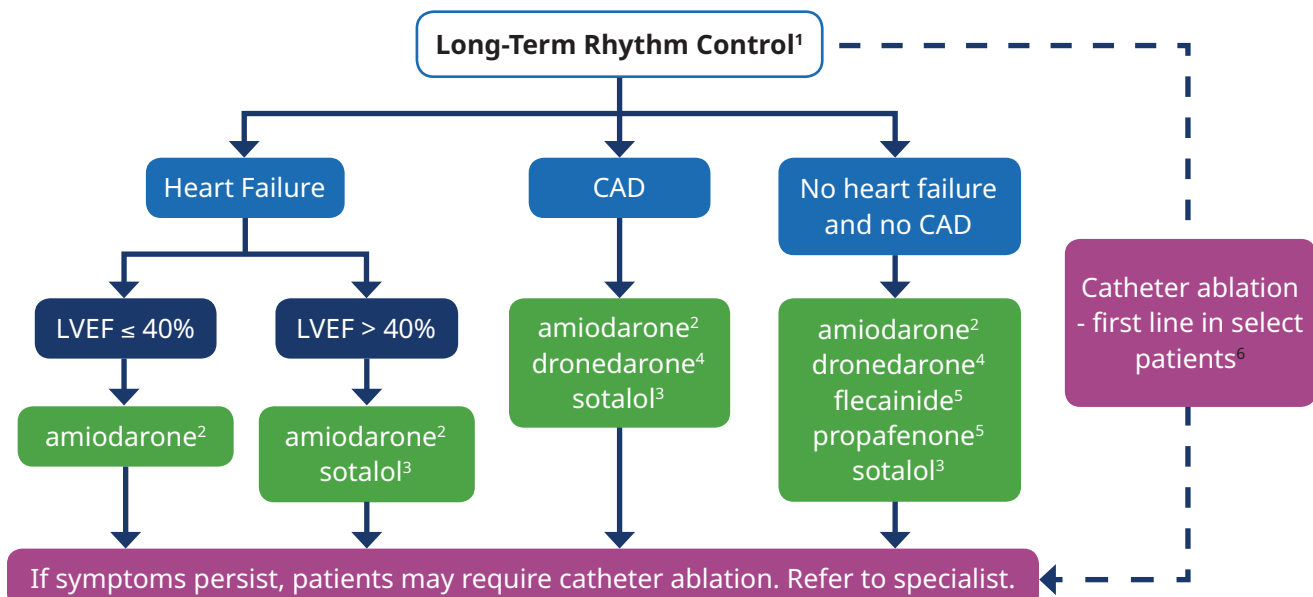 Long-Term Rhythm Control¹
Heart Failure
CAD
No heart failure
and no CAD
LVEF ≤ 40%
LVEF > 40%
amiodarone²
amiodarone²
sotalol³
amiodarone²
dronedarone⁴
sotalol³
amiodarone²
dronedarone⁴
flecainide⁵
propafenone⁵
sotalol³
Catheter ablation
- first line in select
patients⁶
If symptoms persist, patients may require catheter ablation. Refer to specialist.